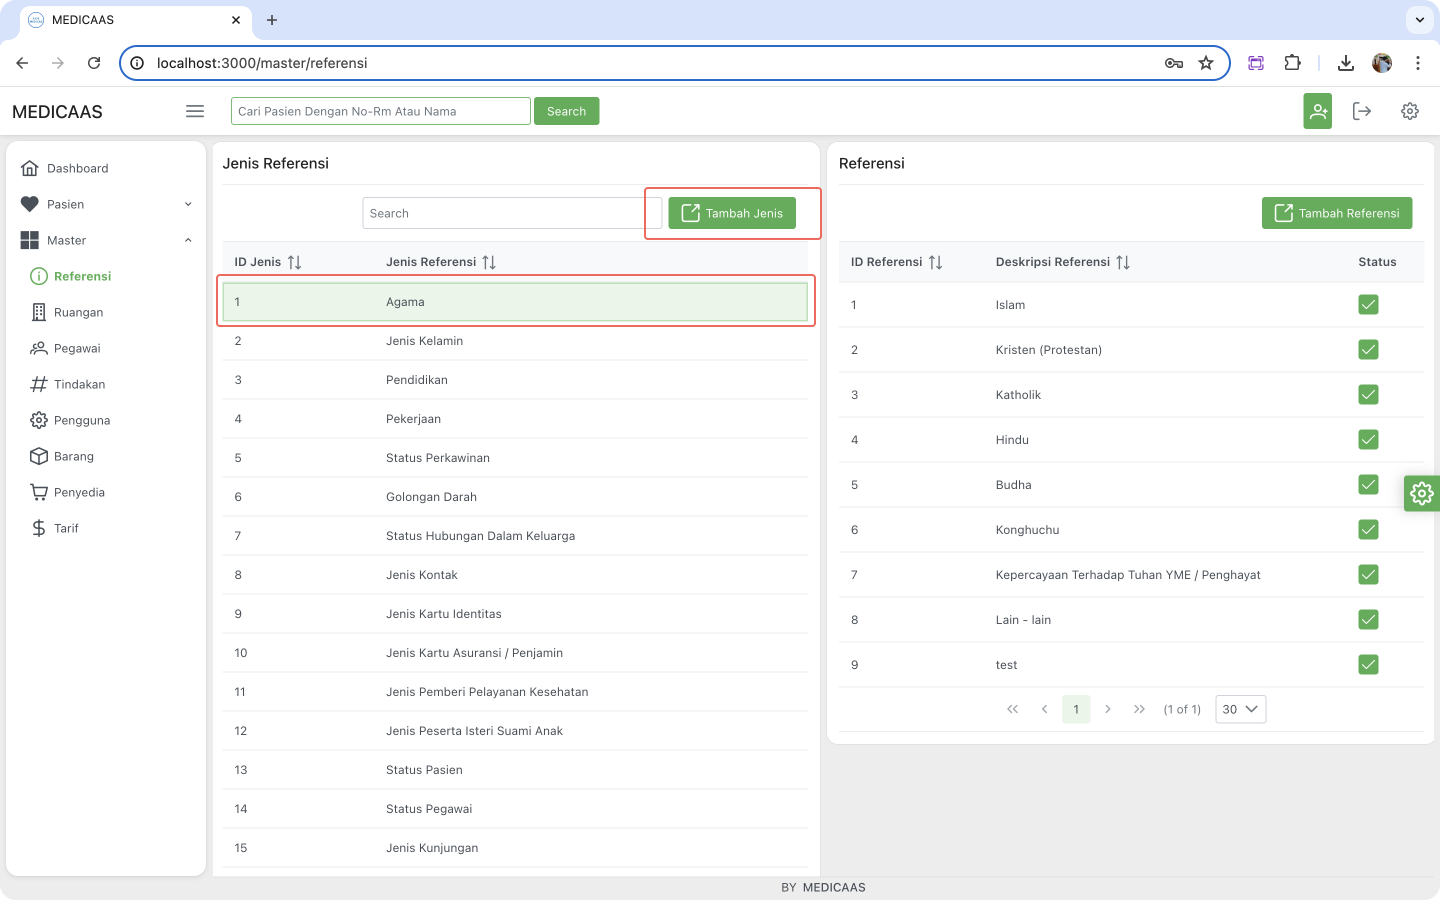 MEDICAAS
localhost:3000/master/referensi
MEDICAAS
Cari Pasien Dengan No-Rm Atau Nama
Search
Dashboard
Pasien
Master
Referensi
Ruangan
Pegawai
Tindakan
Pengguna
Barang
Penyedia
Tarif
Jenis Referensi
Search
Tambah Jenis
ID Jenis Jenis Referensi
1 Agama
2 Jenis Kelamin
3 Pendidikan
4 Pekerjaan
5 Status Perkawinan
6 Golongan Darah
7 Status Hubungan Dalam Keluarga
8 Jenis Kontak
9 Jenis Kartu Identitas
10 Jenis Kartu Asuransi / Penjamin
11 Jenis Pemberi Pelayanan Kesehatan
12 Jenis Peserta Isteri Suami Anak
13 Status Pasien
14 Status Pegawai
15 Jenis Kunjungan
Referensi
Tambah Referensi
ID Referensi Deskripsi Referensi Status
1 Islam
2 Kristen (Protestan)
3 Katholik
4 Hindu
5 Budha
6 Konghuchu
7 Kepercayaan Terhadap Tuhan YME / Penghayat
8 Lain - lain
9 test
1 (1 of 1) 30
BY MEDICAAS